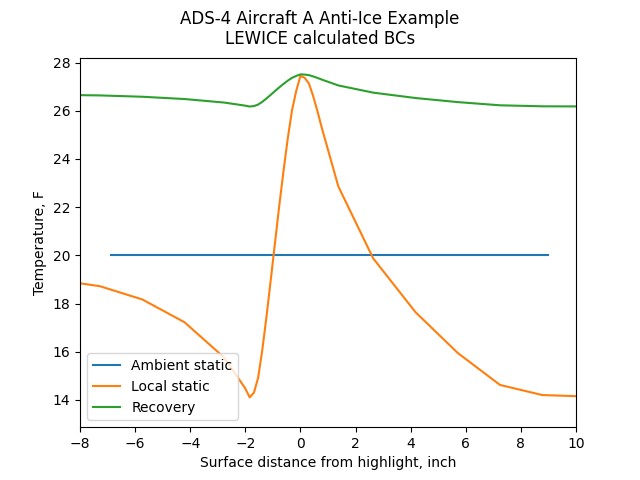 ADS-4 Aircraft A Anti-Ice Example
LEWICE calculated BCs
28
26
24
22
20
18
16
14
Temperature, F
Ambient static
Local static
Recovery
−8
−6
−4
−2
0
2
4
6
8
10
Surface distance from highlight, inch